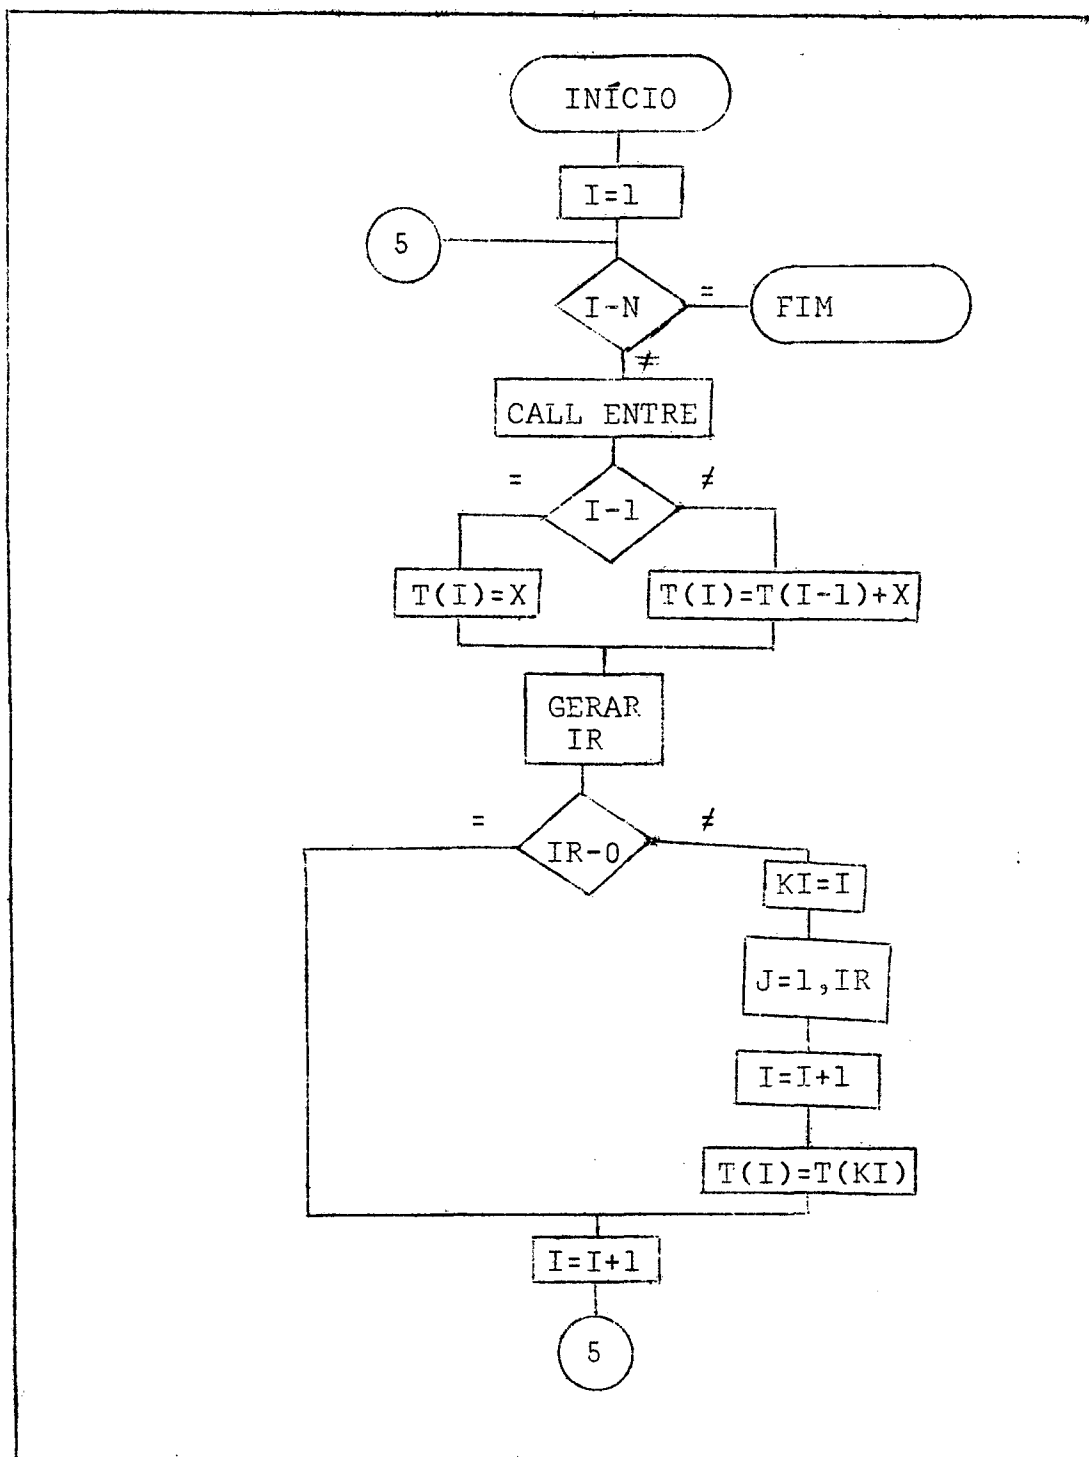 INÍCIO
I=1
5
I-N
=
FIM
≠
CALL ENTRE
=
≠
I-1
T(I)=X
T(I)=T(I-1)+X
GERAR
IR
=
≠
IR-0
KI=I
J=1,IR
I=I+1
T(I)=T(KI)
I=I+1
5